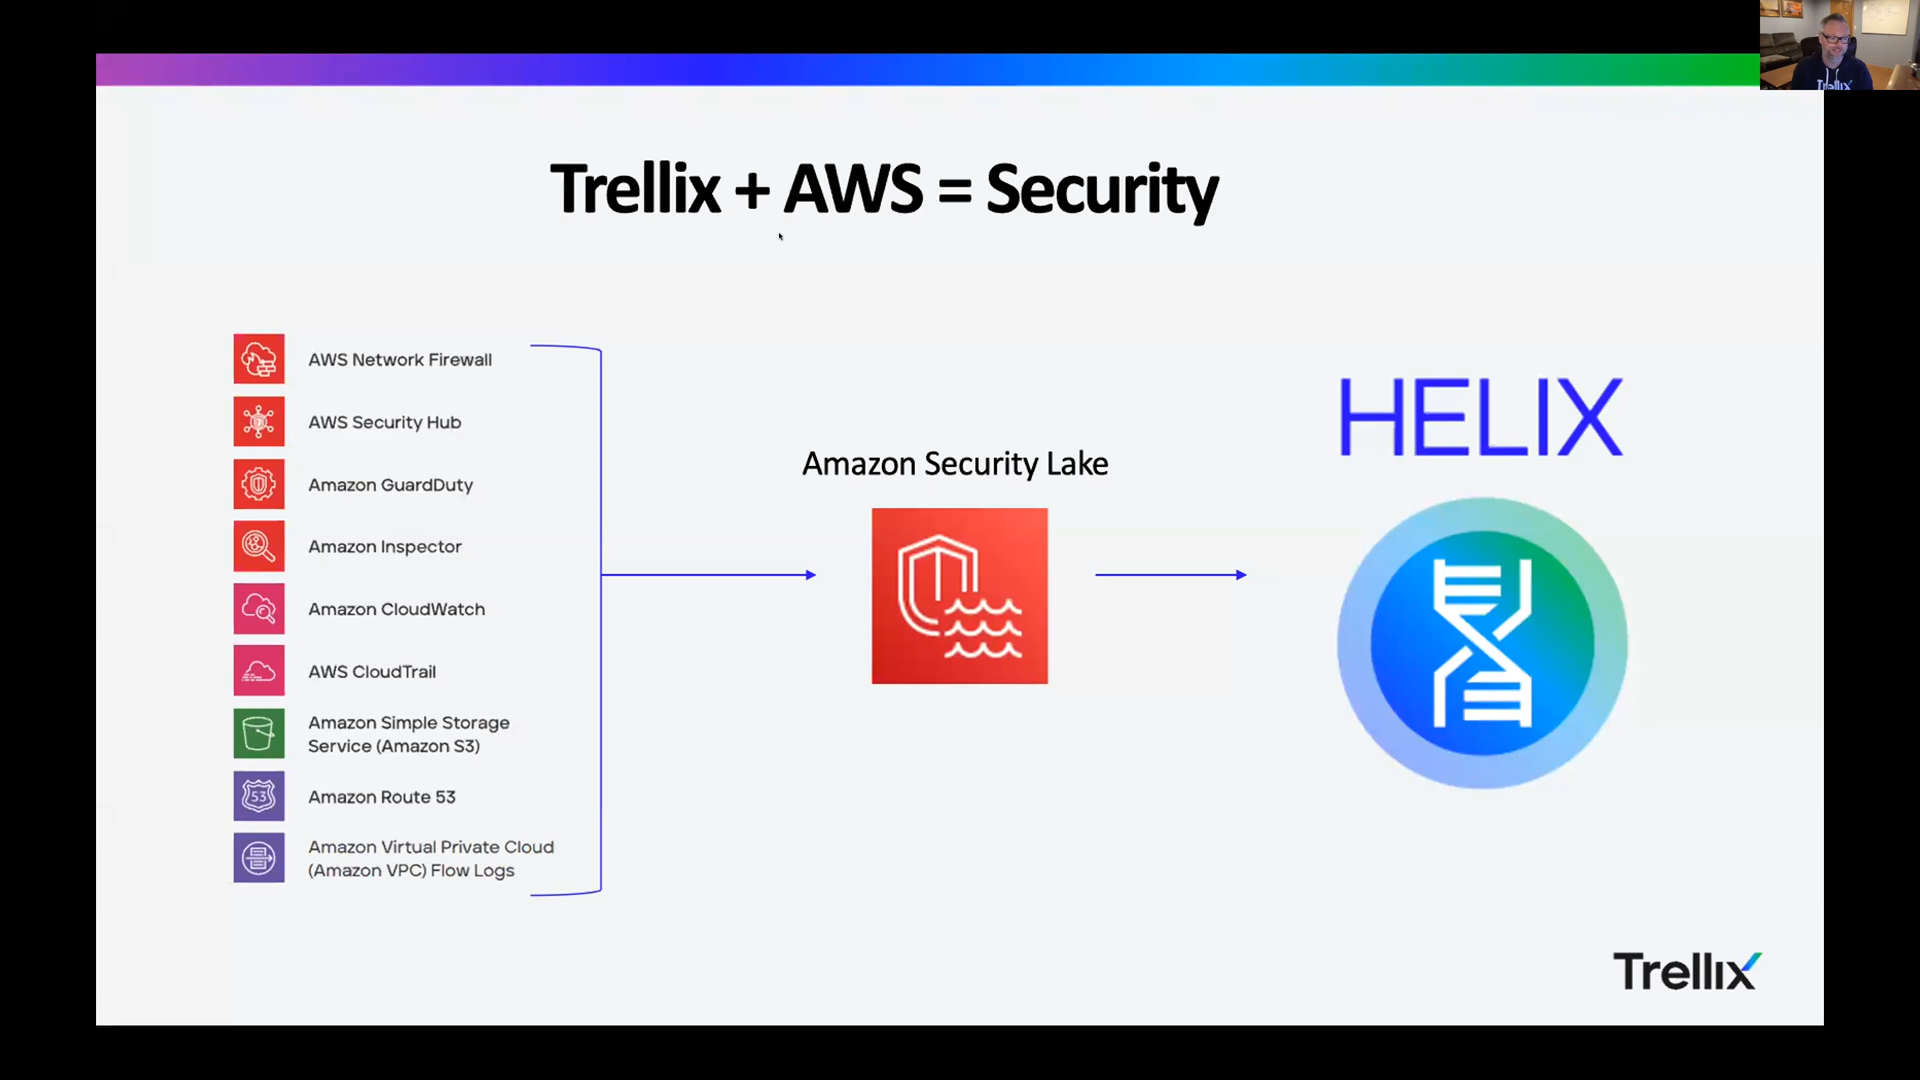 Trellix + AWS = Security
AWS Network Firewall
AWS Security Hub
Amazon GuardDuty
Amazon Inspector
Amazon CloudWatch
AWS CloudTrail
Amazon Simple Storage
Service (Amazon S3)
53
Amazon Route 53
Amazon Virtual Private Cloud
(Amazon VPC) Flow Logs
Amazon Security Lake
HELIX
Trellix
Trellix